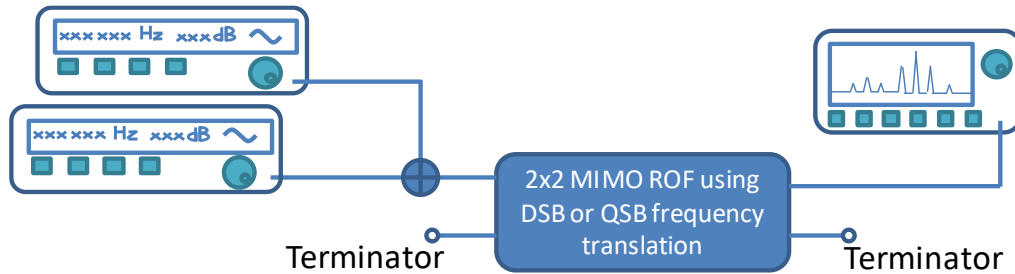 xxx xxx Hz xxx dB
xxx xxx Hz xxx dB
2x2 MIMO ROF using
DSB or QSB frequency
translation
Terminator
Terminator